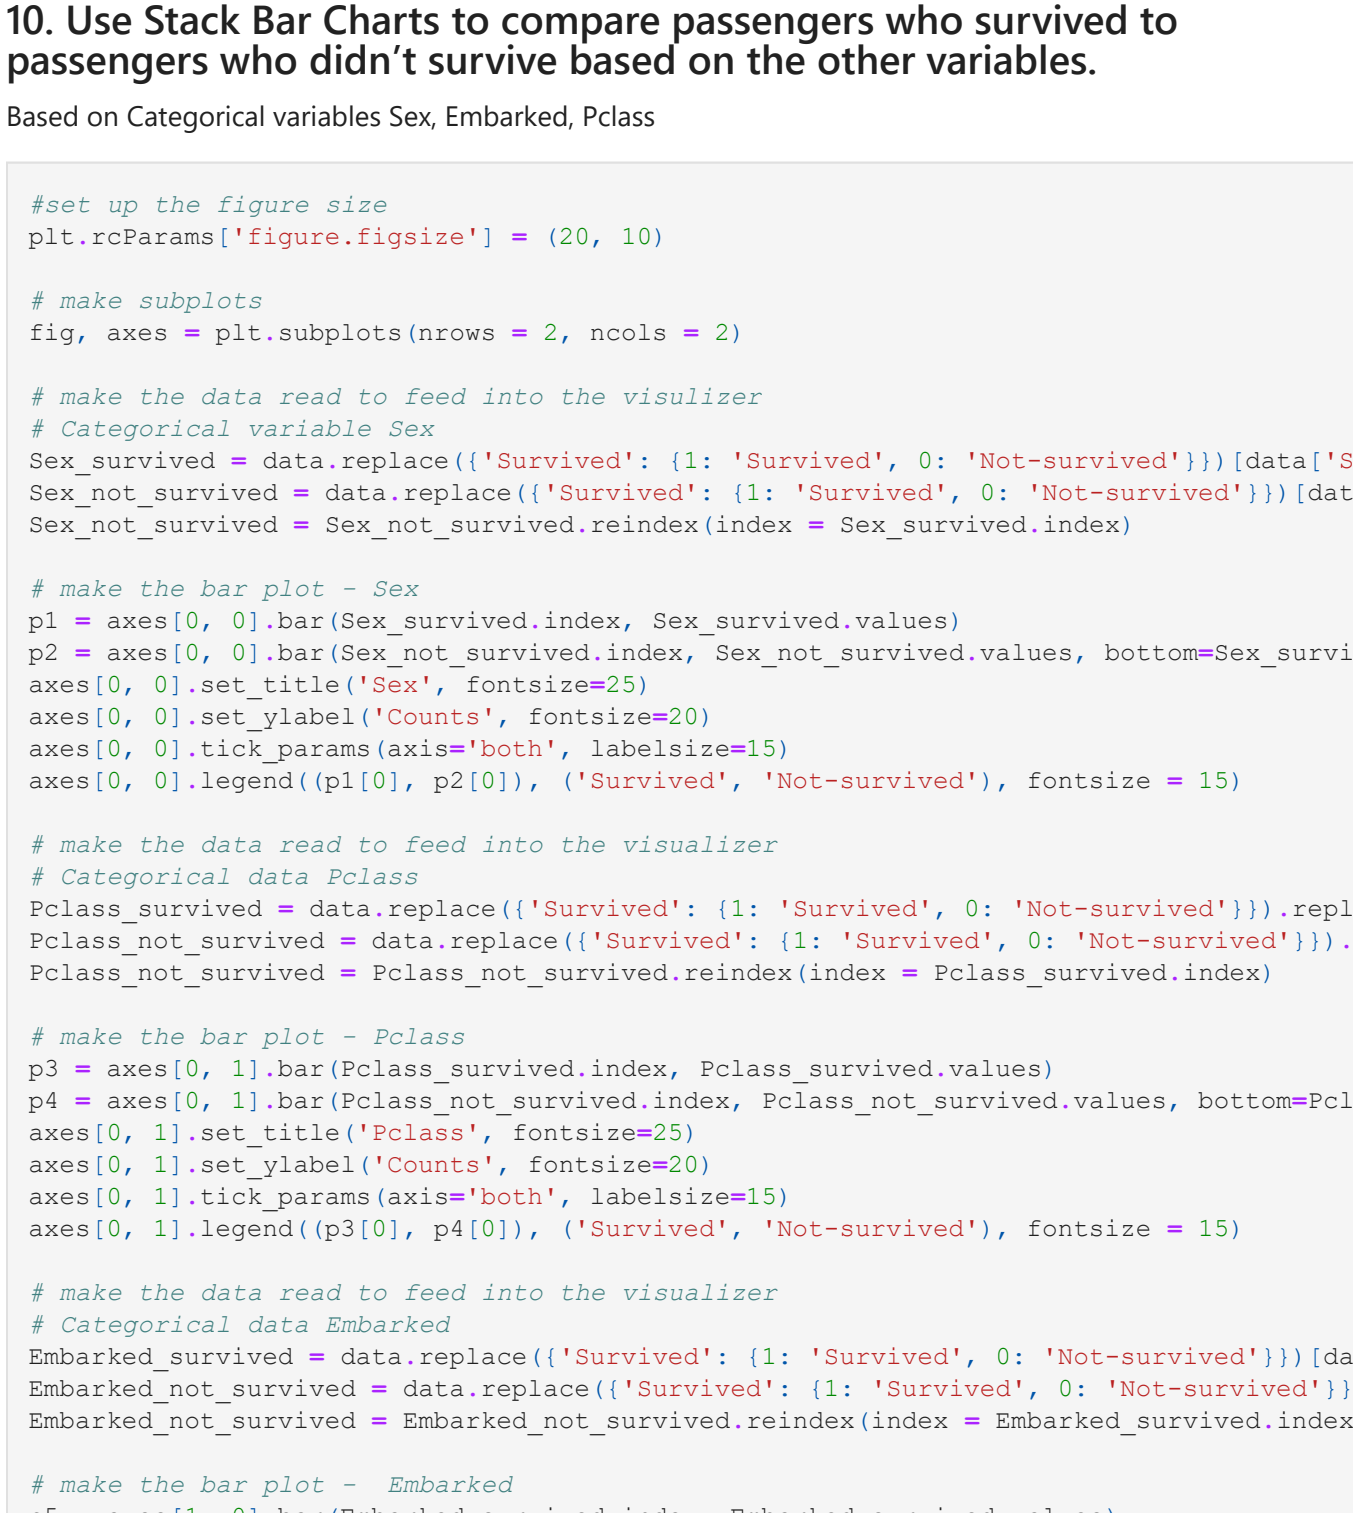 10. Use Stack Bar Charts to compare passengers who survived to
passengers who didn’t survive based on the other variables.
Based on Categorical variables Sex, Embarked, Pclass
#set up the figure size
plt.rcParams['figure.figsize'] = (20, 10)
# make subplots
fig, axes = plt.subplots(nrows = 2, ncols = 2)
# make the data read to feed into the visulizer
# Categorical variable Sex
Sex_survived = data.replace({'Survived': {1: 'Survived', 0: 'Not-survived'}})[data['S
Sex_not_survived = data.replace({'Survived': {1: 'Survived', 0: 'Not-survived'}})[dat
Sex_not_survived = Sex_not_survived.reindex(index = Sex_survived.index)
# make the bar plot - Sex
p1 = axes[0, 0].bar(Sex_survived.index, Sex_survived.values)
p2 = axes[0, 0].bar(Sex_not_survived.index, Sex_not_survived.values, bottom=Sex_survi
axes[0, 0].set_title('Sex', fontsize=25)
axes[0, 0].set_ylabel('Counts', fontsize=20)
axes[0, 0].tick_params(axis='both', labelsize=15)
axes[0, 0].legend((p1[0], p2[0]), ('Survived', 'Not-survived'), fontsize = 15)
# make the data read to feed into the visualizer
# Categorical data Pclass
Pclass_survived = data.replace({'Survived': {1: 'Survived', 0: 'Not-survived'}}).repl
Pclass_not_survived = data.replace({'Survived': {1: 'Survived', 0: 'Not-survived'}}).
Pclass_not_survived = Pclass_not_survived.reindex(index = Pclass_survived.index)
# make the bar plot - Pclass
p3 = axes[0, 1].bar(Pclass_survived.index, Pclass_survived.values)
p4 = axes[0, 1].bar(Pclass_not_survived.index, Pclass_not_survived.values, bottom=Pcl
axes[0, 1].set_title('Pclass', fontsize=25)
axes[0, 1].set_ylabel('Counts', fontsize=20)
axes[0, 1].tick_params(axis='both', labelsize=15)
axes[0, 1].legend((p3[0], p4[0]), ('Survived', 'Not-survived'), fontsize = 15)
# make the data read to feed into the visualizer
# Categorical data Embarked
Embarked_survived = data.replace({'Survived': {1: 'Survived', 0: 'Not-survived'}})[da
Embarked_not_survived = data.replace({'Survived': {1: 'Survived', 0: 'Not-survived'}}
Embarked_not_survived = Embarked_not_survived.reindex(index = Embarked_survived.index
# make the bar plot -  Embarked